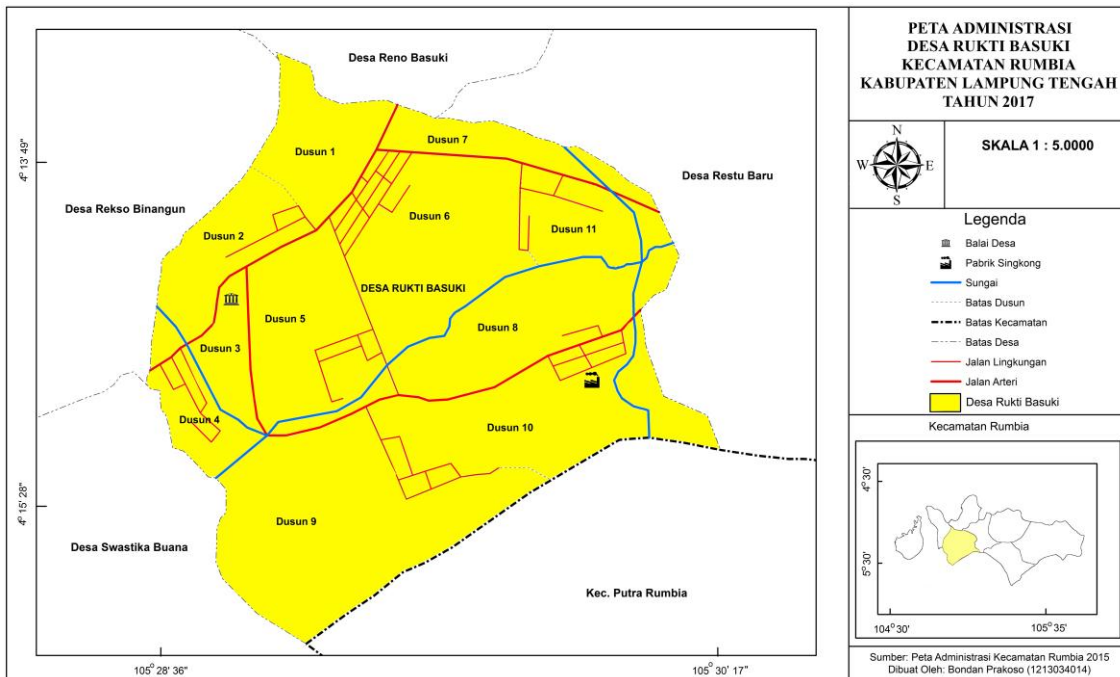 PETA ADMINISTRASI
DESA RUKTI BASUKI
KECAMATAN RUMBIA
KABUPATEN LAMPUNG TENGAH
TAHUN 2017
N
W E
S
SKALA 1 : 5.0000
Legenda
Balai Desa
Pabrik Singkong
Sungai
Batas Dusun
Batas Kecamatan
Batas Desa
Jalan Lingkungan
Jalan Arteri
Desa Rukti Basuki
Kecamatan Rumbia
4° 30'
5° 30'
104° 30'
105° 35'
Sumber: Peta Administrasi Kecamatan Rumbia 2015
Dibuat Oleh: Bondan Prakoso (1213034014)
Desa Reno Basuki
Dusun 7
Dusun 1
4° 13' 49"
Desa Restu Baru
Desa Rekso Binangun
Dusun 6
Dusun 11
Dusun 2
DESA RUKTI BASUKI
Dusun 5
Dusun 8
Dusun 3
Dusun 4
Dusun 10
4° 15' 28"
Dusun 9
Desa Swastika Buana
Kec. Putra Rumbia
105° 28' 36"
105° 30' 17"